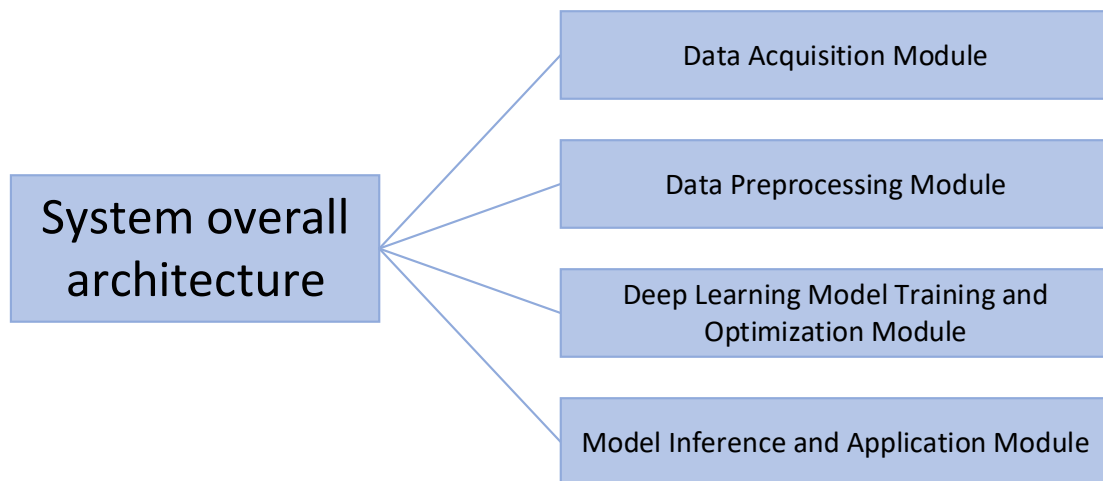 System overall
architecture
Data Acquisition Module
Data Preprocessing Module
Deep Learning Model Training and
Optimization Module
Model Inference and Application Module